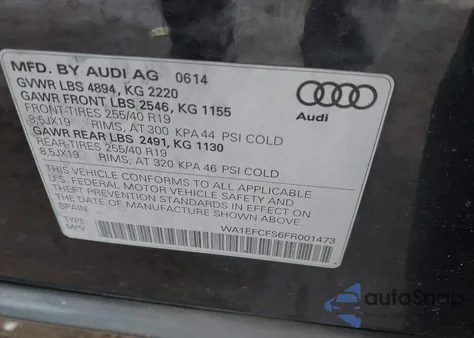 MFD. BY AUDI AG 0614
GVWR LBS 4894, KG 2220
GAWR FRONT LBS 2546, KG 1155
FRONT-TIRES 255/40 R19
8.5JX19 RIMS, AT 300 KPA 44 PSI COLD
GAWR REAR LBS 2491, KG 1130
REAR-TIRES 255/40 R19
8.5JX19 RIMS, AT 320 KPA 46 PSI COLD
THIS VEHICLE CONFORMS TO ALL APPLICABLE
U.S. FEDERAL MOTOR VEHICLE SAFETY AND
THEFT PREVENTION STANDARDS IN EFFECT ON
THE DATE OF MANUFACTURE SHOWN ABOVE.
TYPE:
MPV
WA1EFCFS6FR001473
Audi
autoSnap